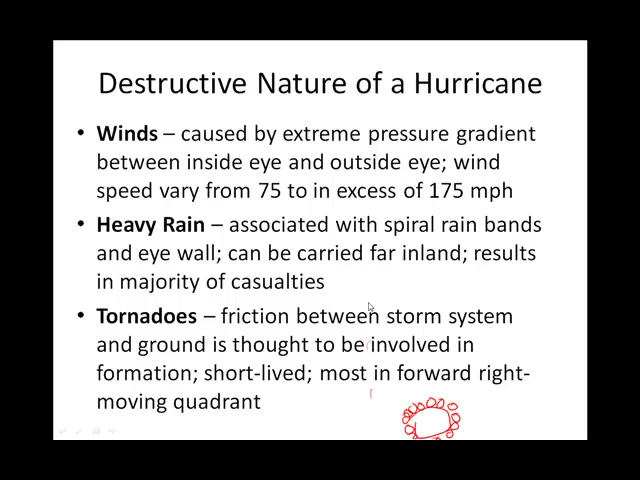 Destructive Nature of a Hurricane
• Winds – caused by extreme pressure gradient
between inside eye and outside eye; wind
speed vary from 75 to in excess of 175 mph
• Heavy Rain – associated with spiral rain bands
and eye wall; can be carried far inland; results
in majority of casualties
• Tornadoes – friction between storm system
and ground is thought to be involved in
formation; short-lived; most in forward right-
moving quadrant